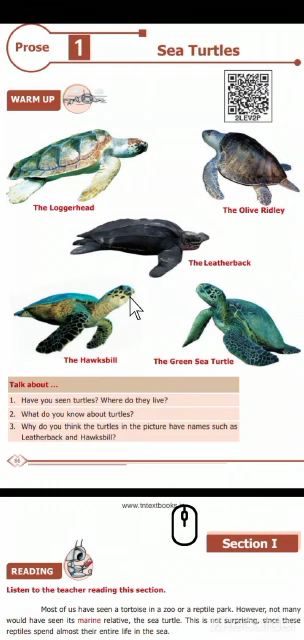 Prose
1
Sea Turtles
WARM UP
2LEV2P
The Loggerhead
The Olive Ridley
The Leatherback
The Hawksbill
The Green Sea Turtle
Talk about ...
1. Have you seen turtles? Where do they live?
2. What do you know about turtles?
3. Why do you think the turtles in the picture have names such as
Leatherback and Hawksbill?
66
www.tntextbooks
Section I
READING
Listen to the teacher reading this section.
Most of us have seen a tortoise in a zoo or a reptile park. However, not many
would have seen its marine relative, the sea turtle. This is not surprising, since these
reptiles spend almost their entire life in the sea.